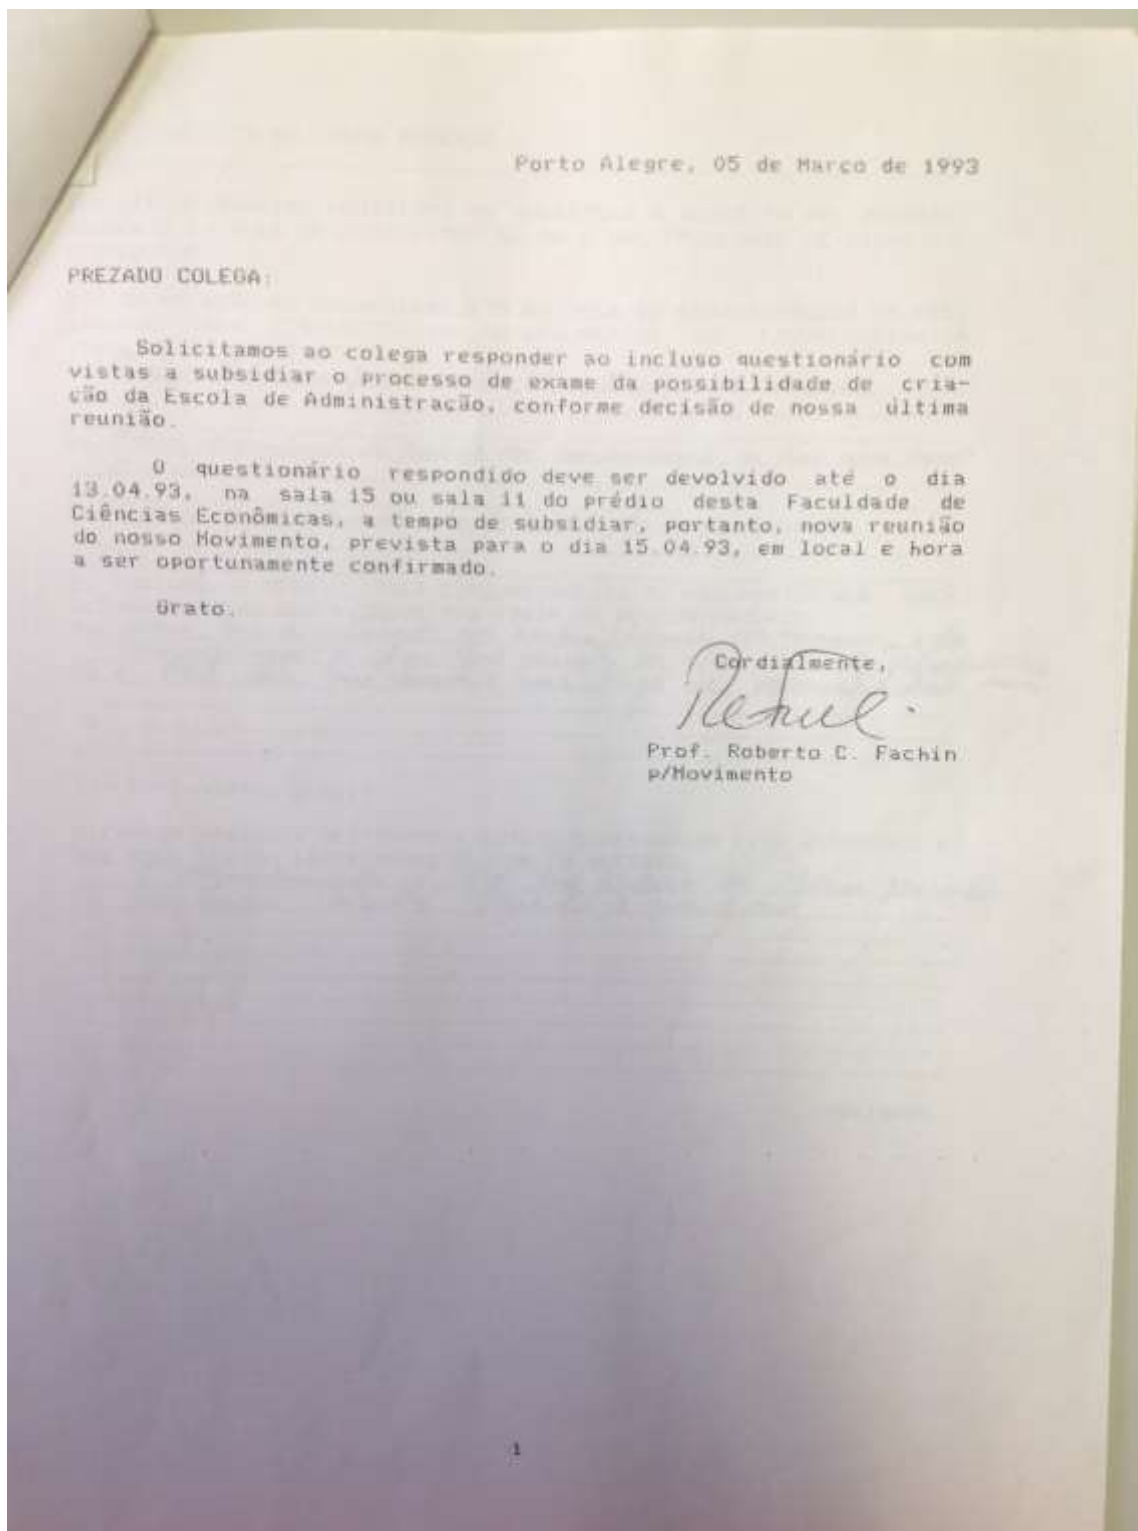 Porto Alegre, 05 de Março de 1993
PREZADO COLEGA:
Solicitamos ao colega responder ao incluso questionário com
vistas a subsidiar o processo de exame da possibilidade de cria-
ção da Escola de Administração, conforme decisão de nossa última
reunião.
O questionário respondido deve ser devolvido até o dia
13.04.93, na sala 15 ou sala 11 do prédio desta Faculdade de
Ciências Econômicas, a tempo de subsidiar, portanto, nova reunião
do nosso Movimento, prevista para o dia 15.04.93, em local e hora
a ser oportunamente confirmado.
Grato.
Cordialmente,
Prof. Roberto C. Fachin
p/Movimento
1